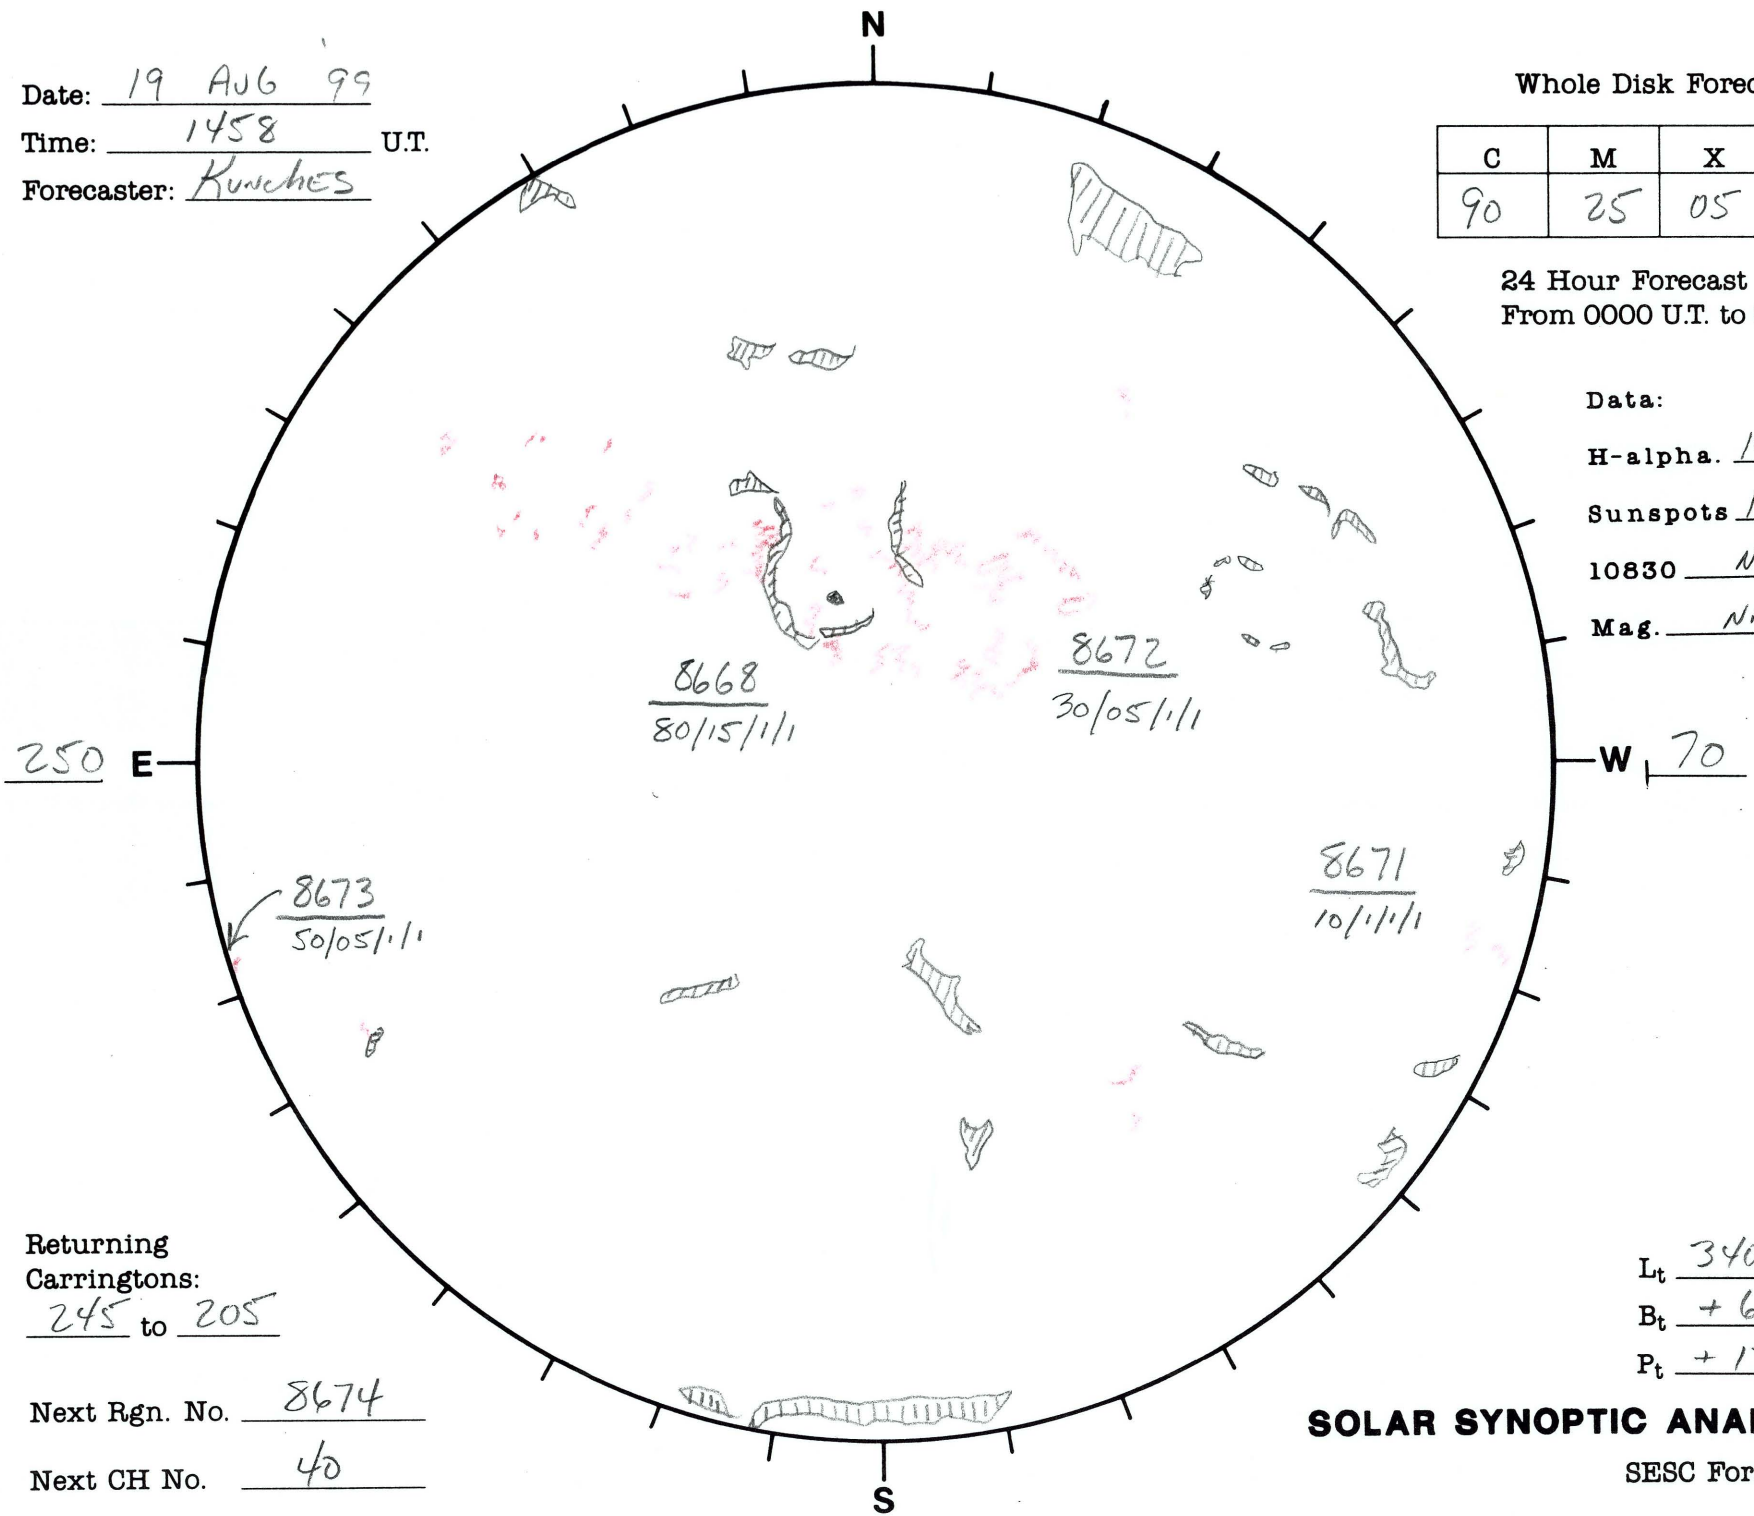 N
Date: 19 AUG 99
Time: 1458 U.T.
Forecaster: KUNCHES
Whole Disk Forec
C M X
90 25 05
24 Hour Forecast
From 0000 U.T. to
Data:
H-alpha.
Sunspots
10830
Mag.
8668
80/15/1/1
8672
30/05/1/1
250 E
W 70
8673
50/05/1/1
8671
10/1/1/1
Returning
Carringtons:
245 to 205
Next Rgn. No. 8674
Next CH No. 40
Lt 340
Bt + 6
Pt + 1
SOLAR SYNOPTIC ANA
SESC For
S